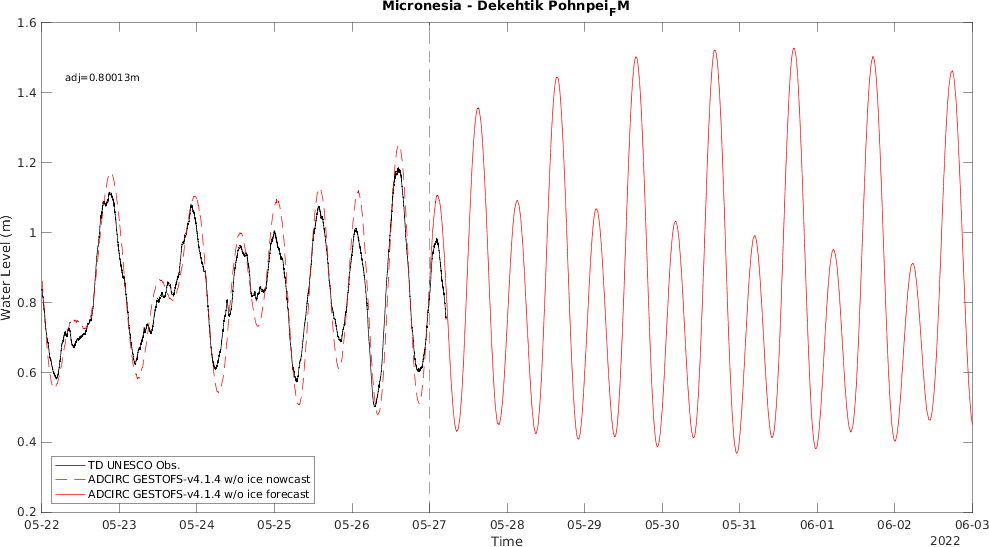 Micronesia - Dekehtik Pohnpei_FM
adj=0.80013m
Water Level (m)
1.6
1.4
1.2
1
0.8
0.6
0.4
0.2
TD UNESCO Obs.
ADCIRC GESTOFS-v4.1.4 w/o ice nowcast
ADCIRC GESTOFS-v4.1.4 w/o ice forecast
05-22 05-23 05-24 05-25 05-26 05-27 05-28 05-29 05-30 05-31 06-01 06-02 06-03
Time
2022